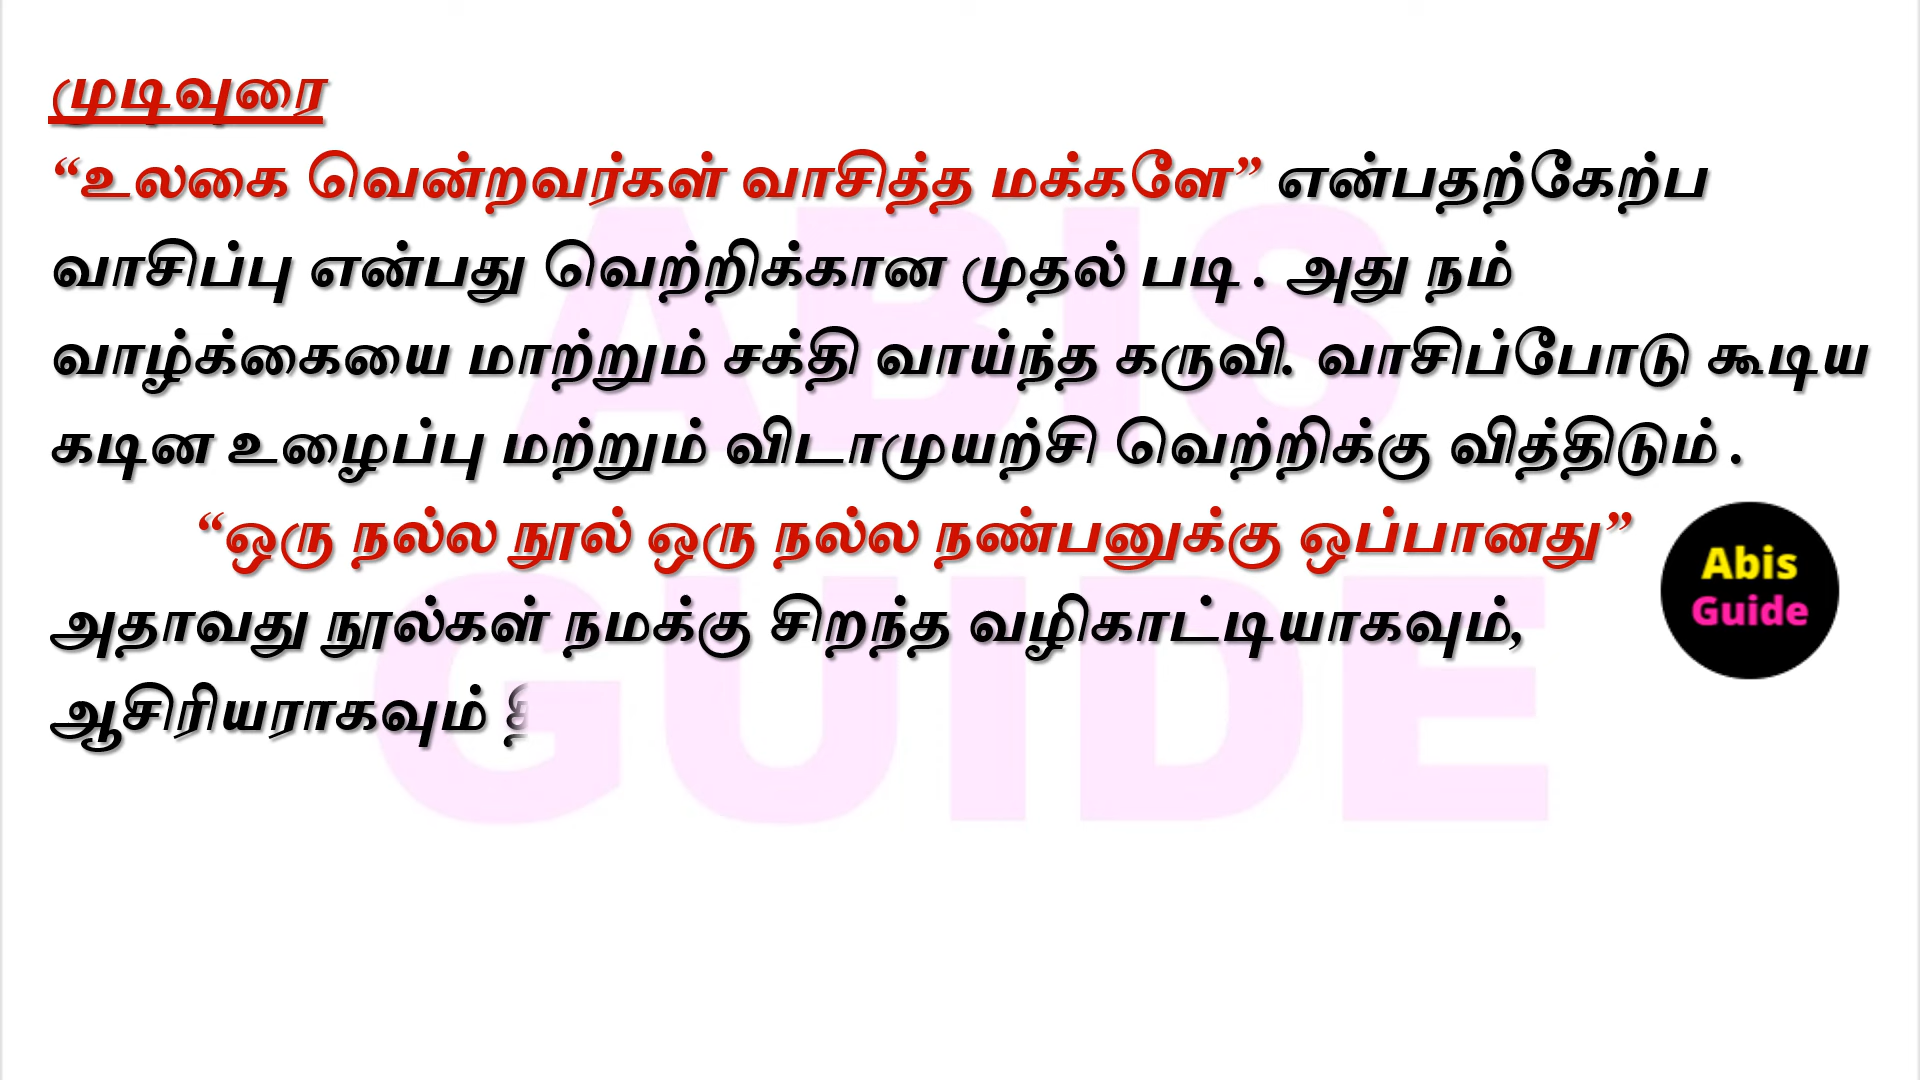 முடிவுரை
“உலகை வென்றவர்கள் வாசித்த மக்களே” என்பதற்கேற்ப
வாசிப்பு என்பது வெற்றிக்கான முதல் படி . அது நம்
வாழ்க்கையை மாற்றும் சக்தி வாய்ந்த கருவி. வாசிப்போடு கூடிய
கடின உழைப்பு மற்றும் விடாமுயற்சி வெற்றிக்கு வித்திடும் .
“ஒரு நல்ல நூல் ஒரு நல்ல நண்பனுக்கு ஒப்பானது”
அதாவது நூல்கள் நமக்கு சிறந்த வழிகாட்டியாகவும்,
ஆசிரியராகவும்
Abis
Guide
ABIS
GUIDE